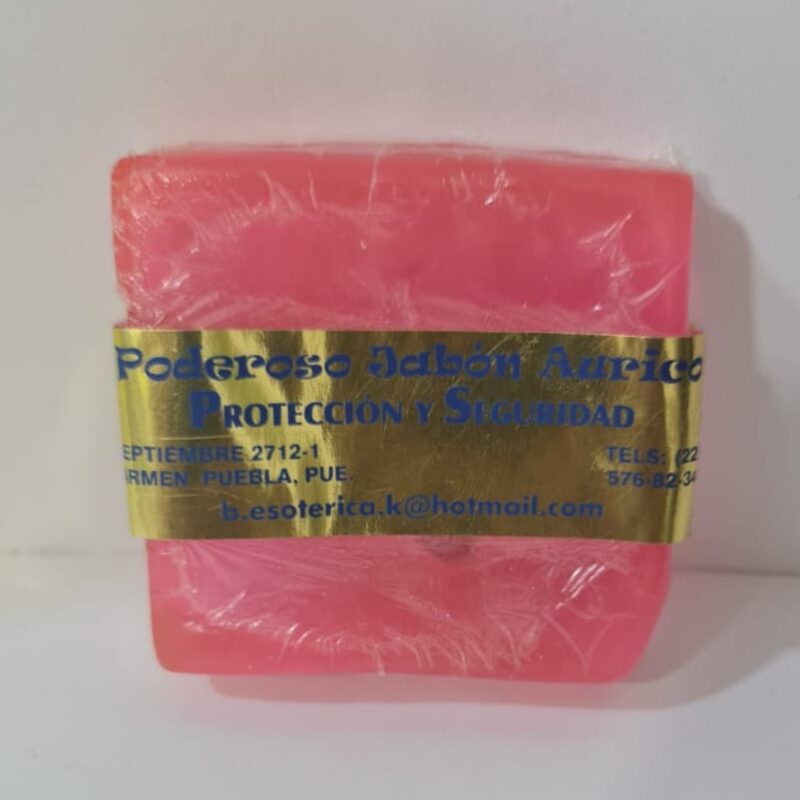 Poderoso Jabón Aurico
PROTECCIÓN Y SEGURIDAD
EPTIEMBRE 2712-1 TELS: (22
ARMEN PUEBLA, PUE. 576-82-34
b.esoterica.k@hotmail.com